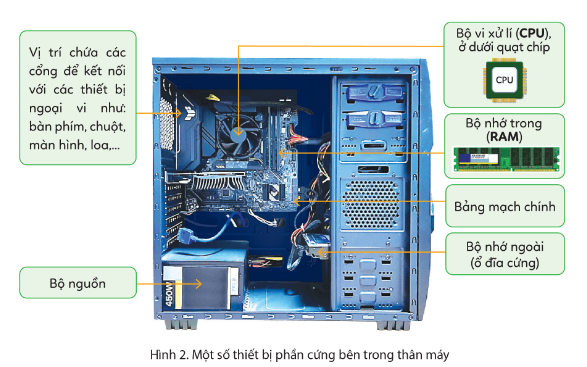 Vị trí chứa các
cổng để kết nối
với các thiết bị
ngoại vi như:
bàn phím, chuột,
màn hình, loa,...
Bộ nguồn
450W
Bộ vi xử lí (CPU),
ở dưới quạt chíp
CPU
Bộ nhớ trong
(RAM)
Bảng mạch chính
Bộ nhớ ngoài
(ổ đĩa cứng)
Hình 2. Một số thiết bị phần cứng bên trong thân máy